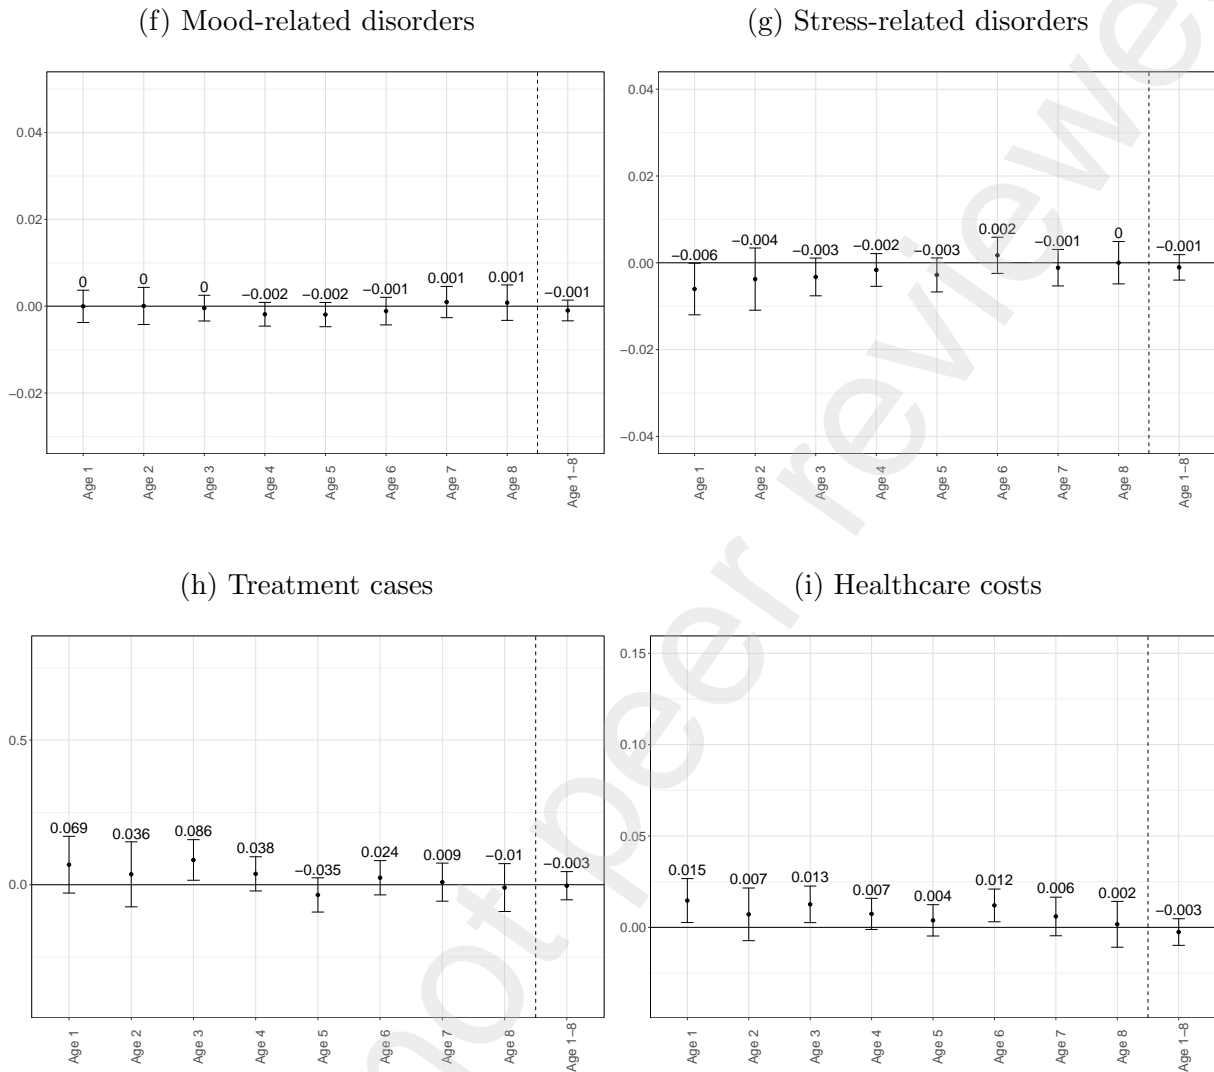 (f) Mood-related disorders
0.04
0.02
0.00
−0.02
0
0
0
−0.002
−0.002
−0.001
0.001
0.001
−0.001
Age 1
Age 2
Age 3
Age 4
Age 5
Age 6
Age 7
Age 8
Age 1−8
(g) Stress-related disorders
0.04
0.02
0.00
−0.02
−0.04
−0.006
−0.004
−0.003
−0.002
−0.003
0.002
−0.001
0
−0.001
Age 1
Age 2
Age 3
Age 4
Age 5
Age 6
Age 7
Age 8
Age 1−8
(h) Treatment cases
0.5
0.0
0.069
0.036
0.086
0.038
−0.035
0.024
0.009
−0.01
−0.003
Age 1
Age 2
Age 3
Age 4
Age 5
Age 6
Age 7
Age 8
Age 1−8
(i) Healthcare costs
0.15
0.10
0.05
0.00
0.015
0.007
0.013
0.007
0.004
0.012
0.006
0.002
−0.003
Age 1
Age 2
Age 3
Age 4
Age 5
Age 6
Age 7
Age 8
Age 1−8
not peer reviewe